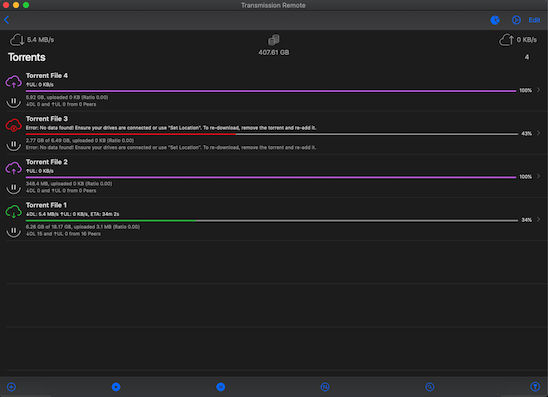 Transmission Remote
Edit
5.4 MB/s
407.61 GB
0 KB/s
Torrents
4
Torrent File 4
↑UL: 0 KB/s
100%
5.92 GB, uploaded 0 KB (Ratio 0.00)
↓DL 0 and ↑UL 0 from 0 Peers
Torrent File 3
Error: No data found! Ensure your drives are connected or use "Set Location". To re-download, remove the torrent and re-add it.
43%
2.77 GB of 6.49 GB, uploaded 0 KB (Ratio 0.00)
Error: No data found! Ensure your drives are connected or use "Set Location". To re-download, remove the torrent and re-add it.
Torrent File 2
↑UL: 0 KB/s
100%
348.4 MB, uploaded 0 KB (Ratio 0.00)
↓DL 0 and ↑UL 0 from 0 Peers
Torrent File 1
↓DL: 5.4 MB/s ↑UL: 0 KB/s, ETA: 34m 2s
34%
6.26 GB of 18.17 GB, uploaded 3.1 MB (Ratio 0.00)
↓DL 15 and ↑UL 0 from 16 Peers